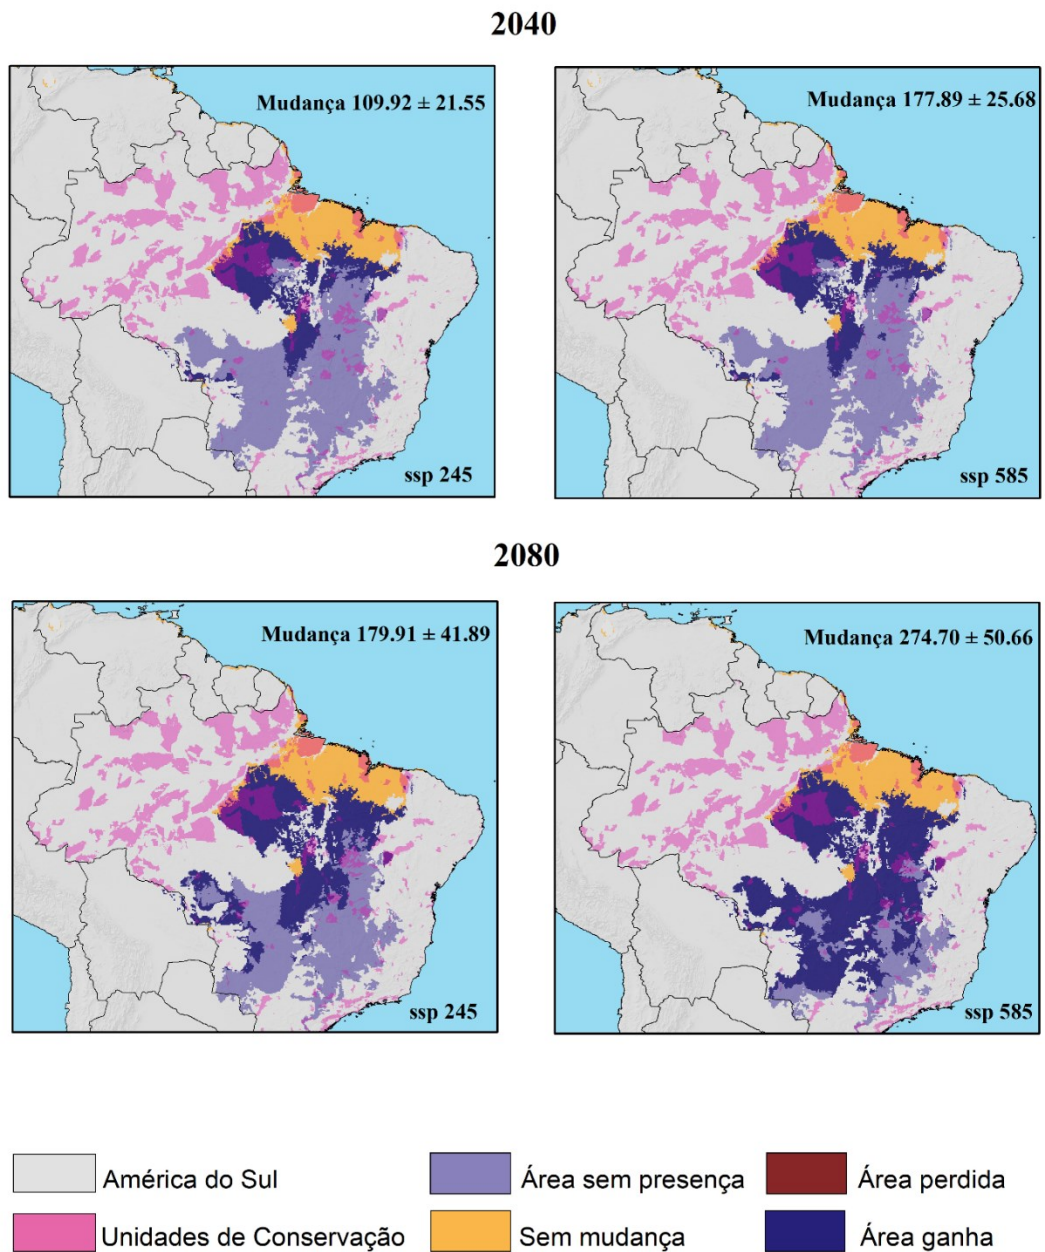 2040
Mudança 109.92 ± 21.55
ssp 245
Mudança 177.89 ± 25.68
ssp 585
2080
Mudança 179.91 ± 41.89
ssp 245
Mudança 274.70 ± 50.66
ssp 585
América do Sul
Área sem presença
Área perdida
Unidades de Conservação
Sem mudança
Área ganha